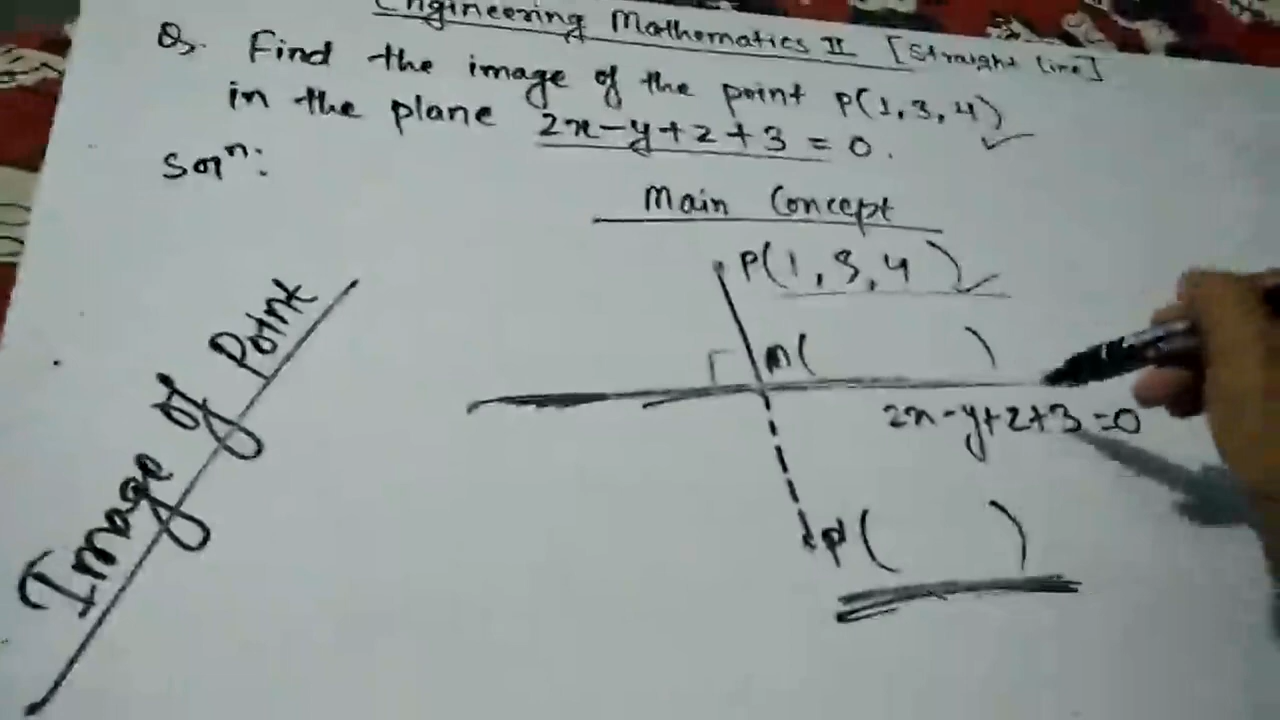 Engineering Mathematics II [Straight Line]
Q. Find the image of the point P(1,3,4)
in the plane 2x-y+z+3=0.
Solⁿ:
Main Concept
P(1,3,4)
M( )
2x-y+z+3=0
P'( )
Image of Point